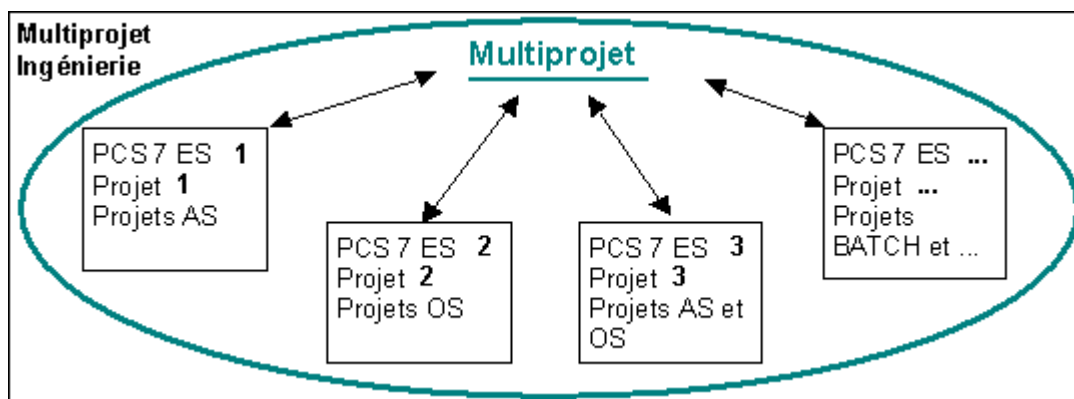 Multiprojet
Ingénierie
Multiprojet
PCS 7 ES 1
Projet 1
Projets AS
PCS 7 ES 2
Projet 2
Projets OS
PCS 7 ES 3
Projet 3
Projets AS et
OS
PCS 7 ES ...
Projet ...
Projets
BATCH et ...